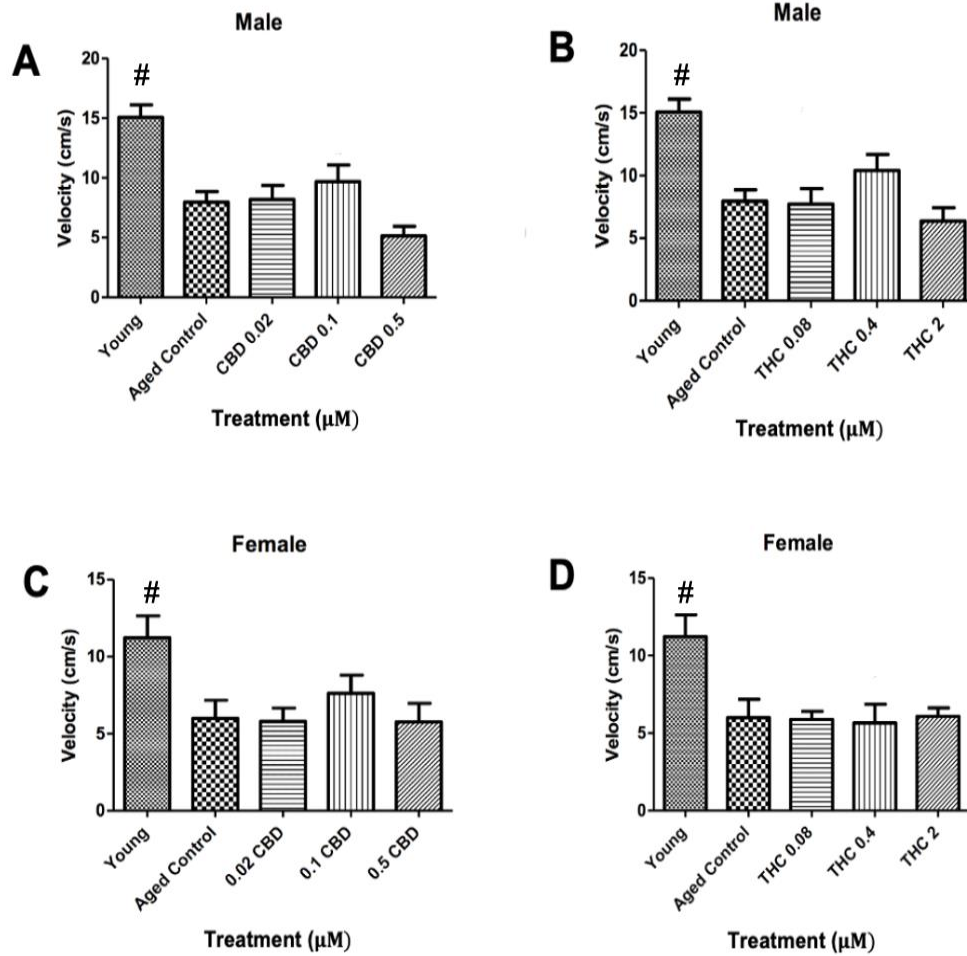 Male
A
#
Velocity (cm/s)
20
15
10
5
0
Young
Aged Control
CBD 0.02
CBD 0.1
CBD 0.5
Treatment (μM)
Male
B
#
Velocity (cm/s)
20
15
10
5
0
Young
Aged Control
THC 0.08
THC 0.4
THC 2
Treatment (μM)
Female
C
#
Velocity (cm/s)
15
10
5
0
Young
Aged Control
0.02 CBD
0.1 CBD
0.5 CBD
Treatment (μM)
Female
D
#
Velocity (cm/s)
15
10
5
0
Young
Aged Control
THC 0.08
THC 0.4
THC 2
Treatment (μM)